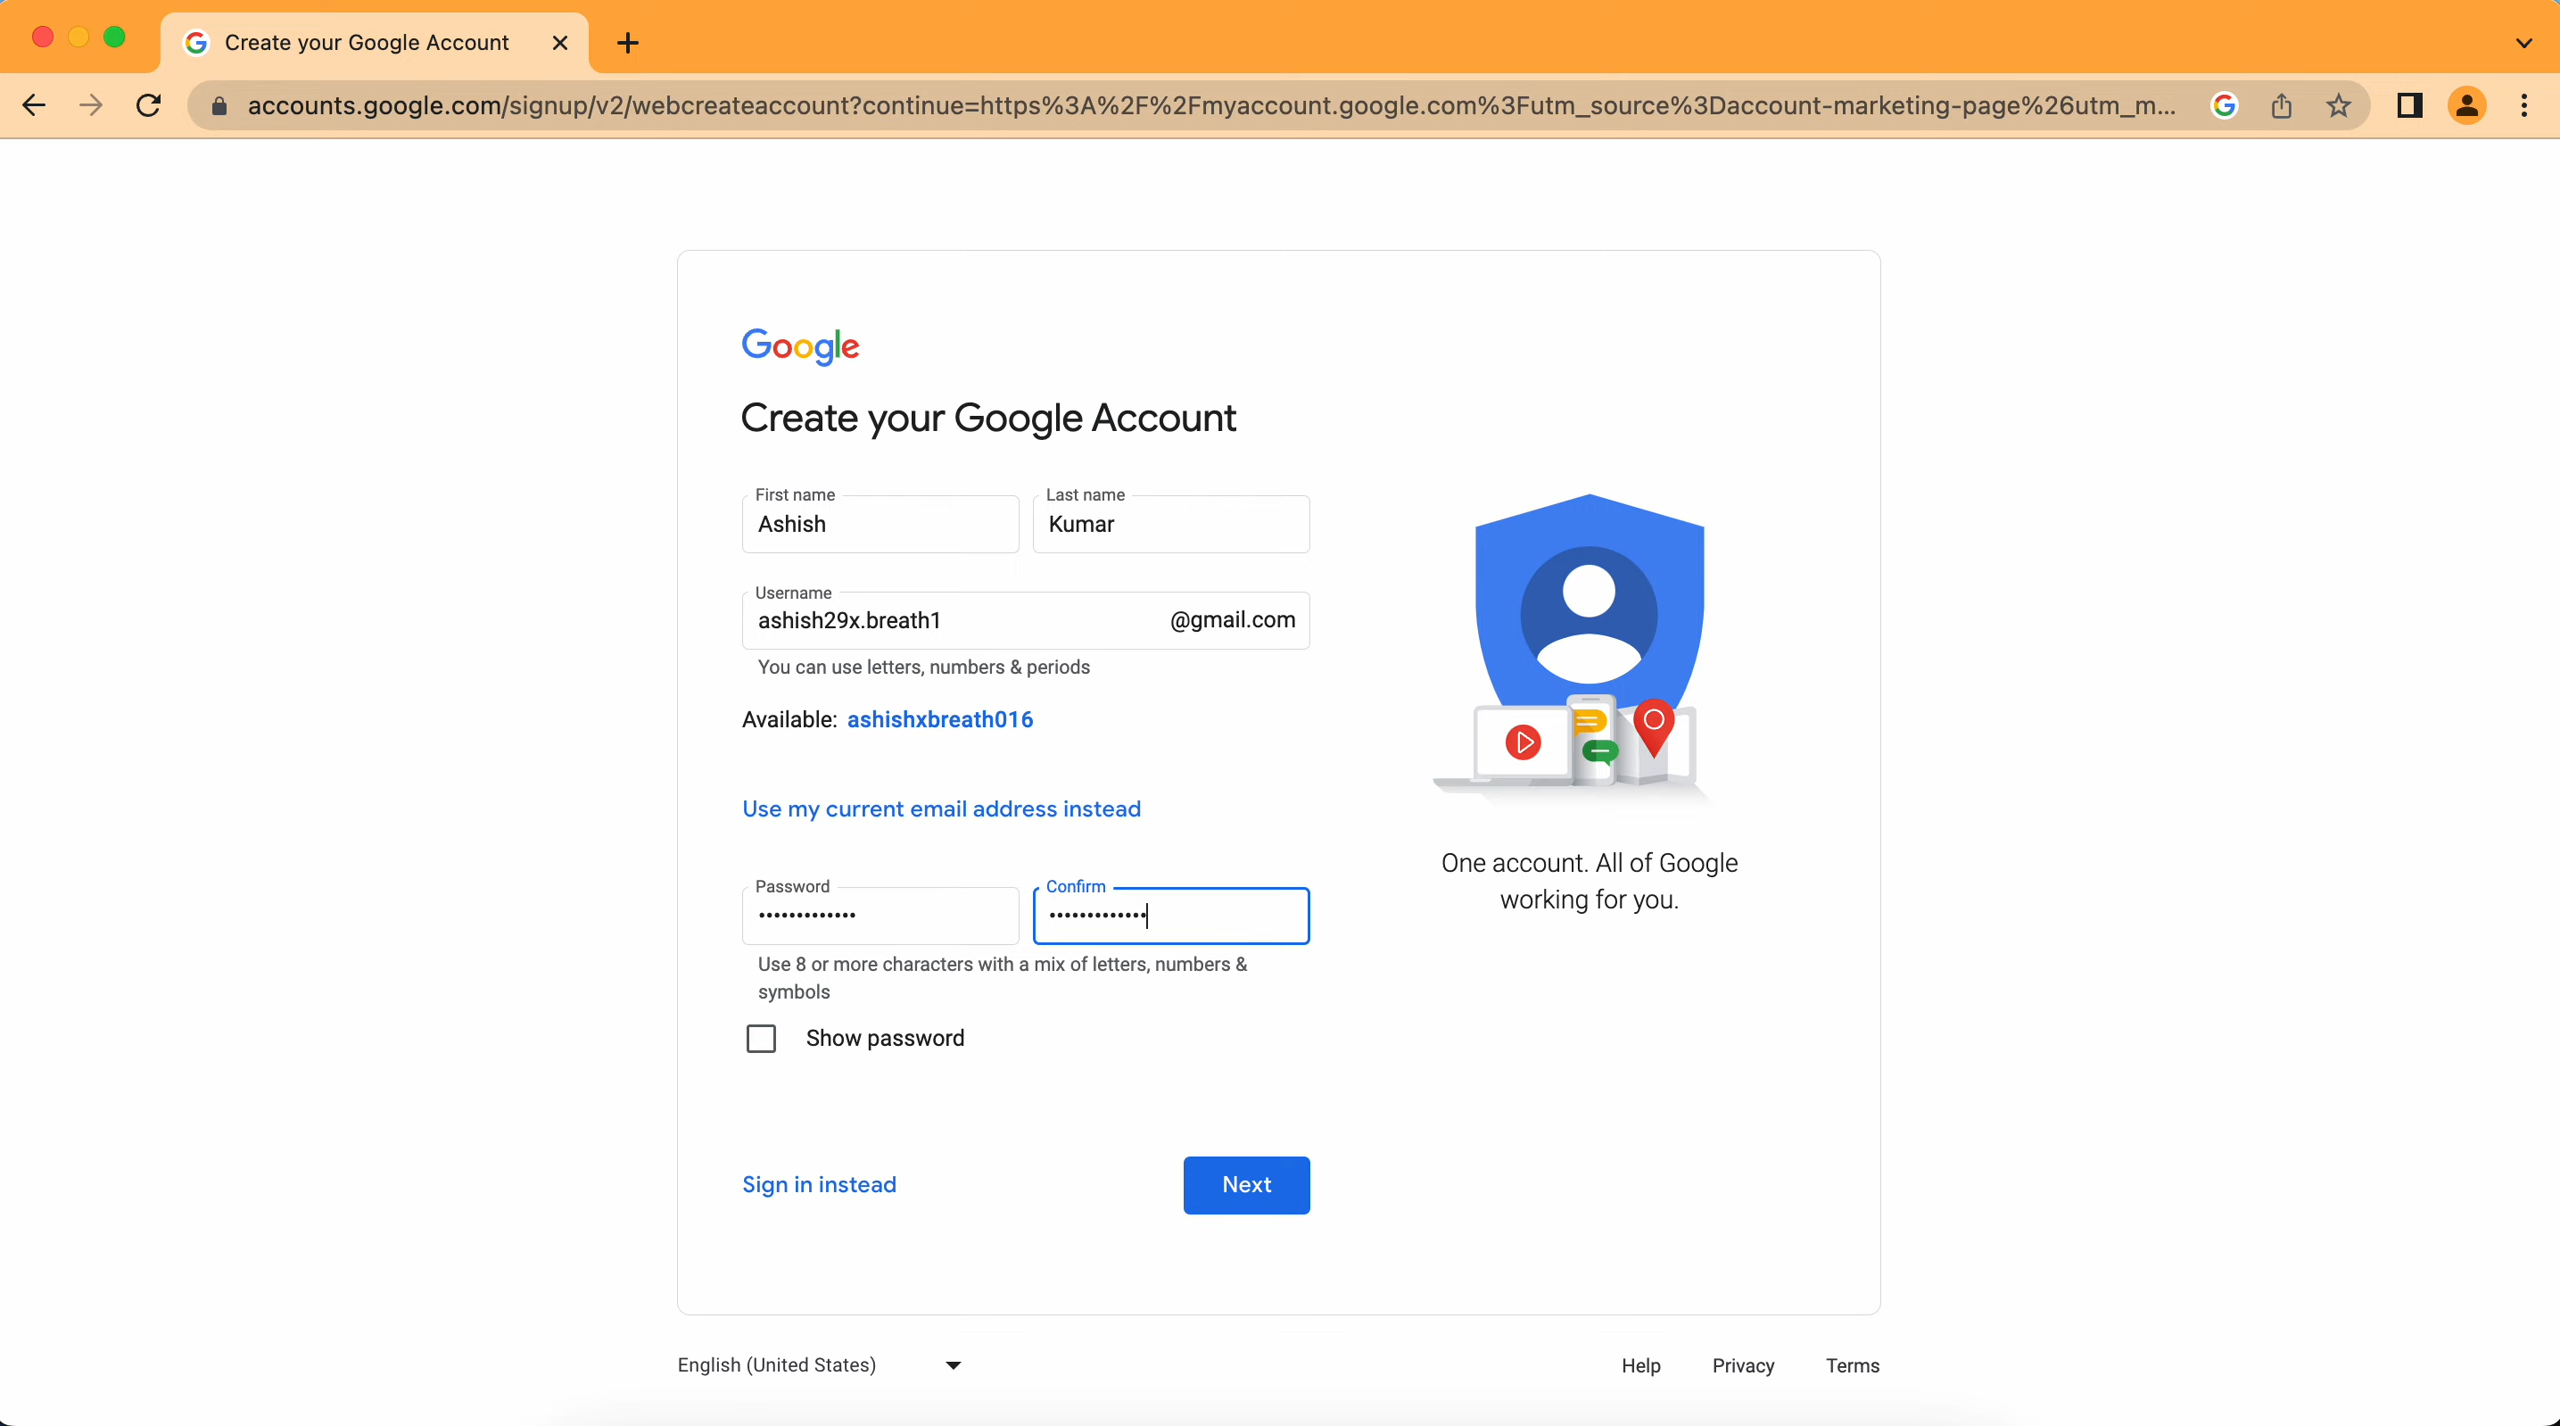 Create your Google Account
accounts.google.com/signup/v2/webcreateaccount?continue=https%3A%2F%2Fmyaccount.google.com%3Futm_source%3Daccount-marketing-page%26utm_m...
Google
Create your Google Account
First name
Last name
Ashish
Kumar
Username
ashish29x.breath1
@gmail.com
You can use letters, numbers & periods
Available: ashishxbreath016
Use my current email address instead
Password
Confirm
•••••••••••••
•••••••••••••
Use 8 or more characters with a mix of letters, numbers &
symbols
Show password
Sign in instead
Next
One account. All of Google
working for you.
English (United States)
Help
Privacy
Terms